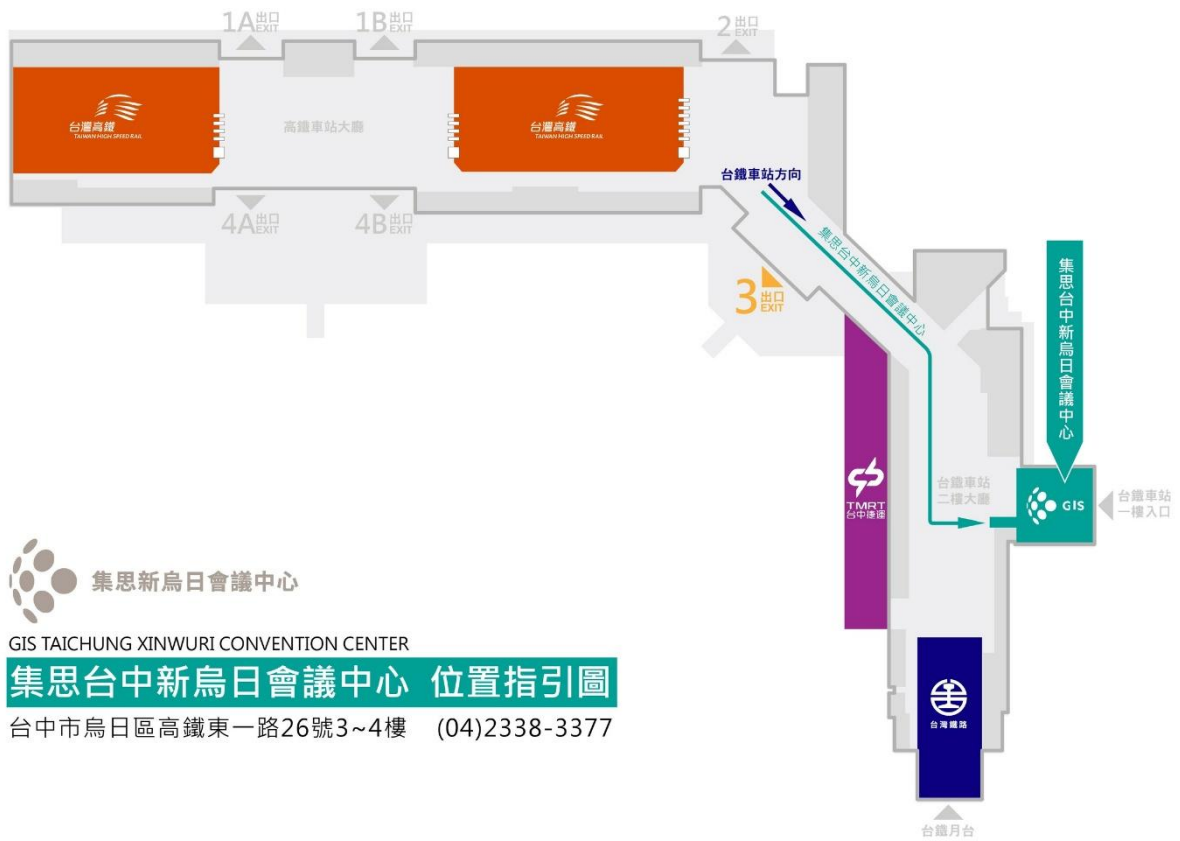 1A出口 EXIT
1B出口 EXIT
2出口 EXIT
台灣高鐵
TAIWAN HIGH SPEED RAIL
高鐵車站大廳
台灣高鐵
TAIWAN HIGH SPEED RAIL
台鐵車站方向
4A出口 EXIT
4B出口 EXIT
3出口 EXIT
集思台中新烏日會議中心
集思台中新烏日會議中心
TMRT
台中捷運
台鐵車站
二樓大廳
GIS
台鐵車站
一樓入口
集思新烏日會議中心
GIS TAICHUNG XINWURI CONVENTION CENTER
集思台中新烏日會議中心 位置指引圖
台中市烏日區高鐵東一路26號3~4樓 (04)2338-3377
台灣鐵路
台鐵月台